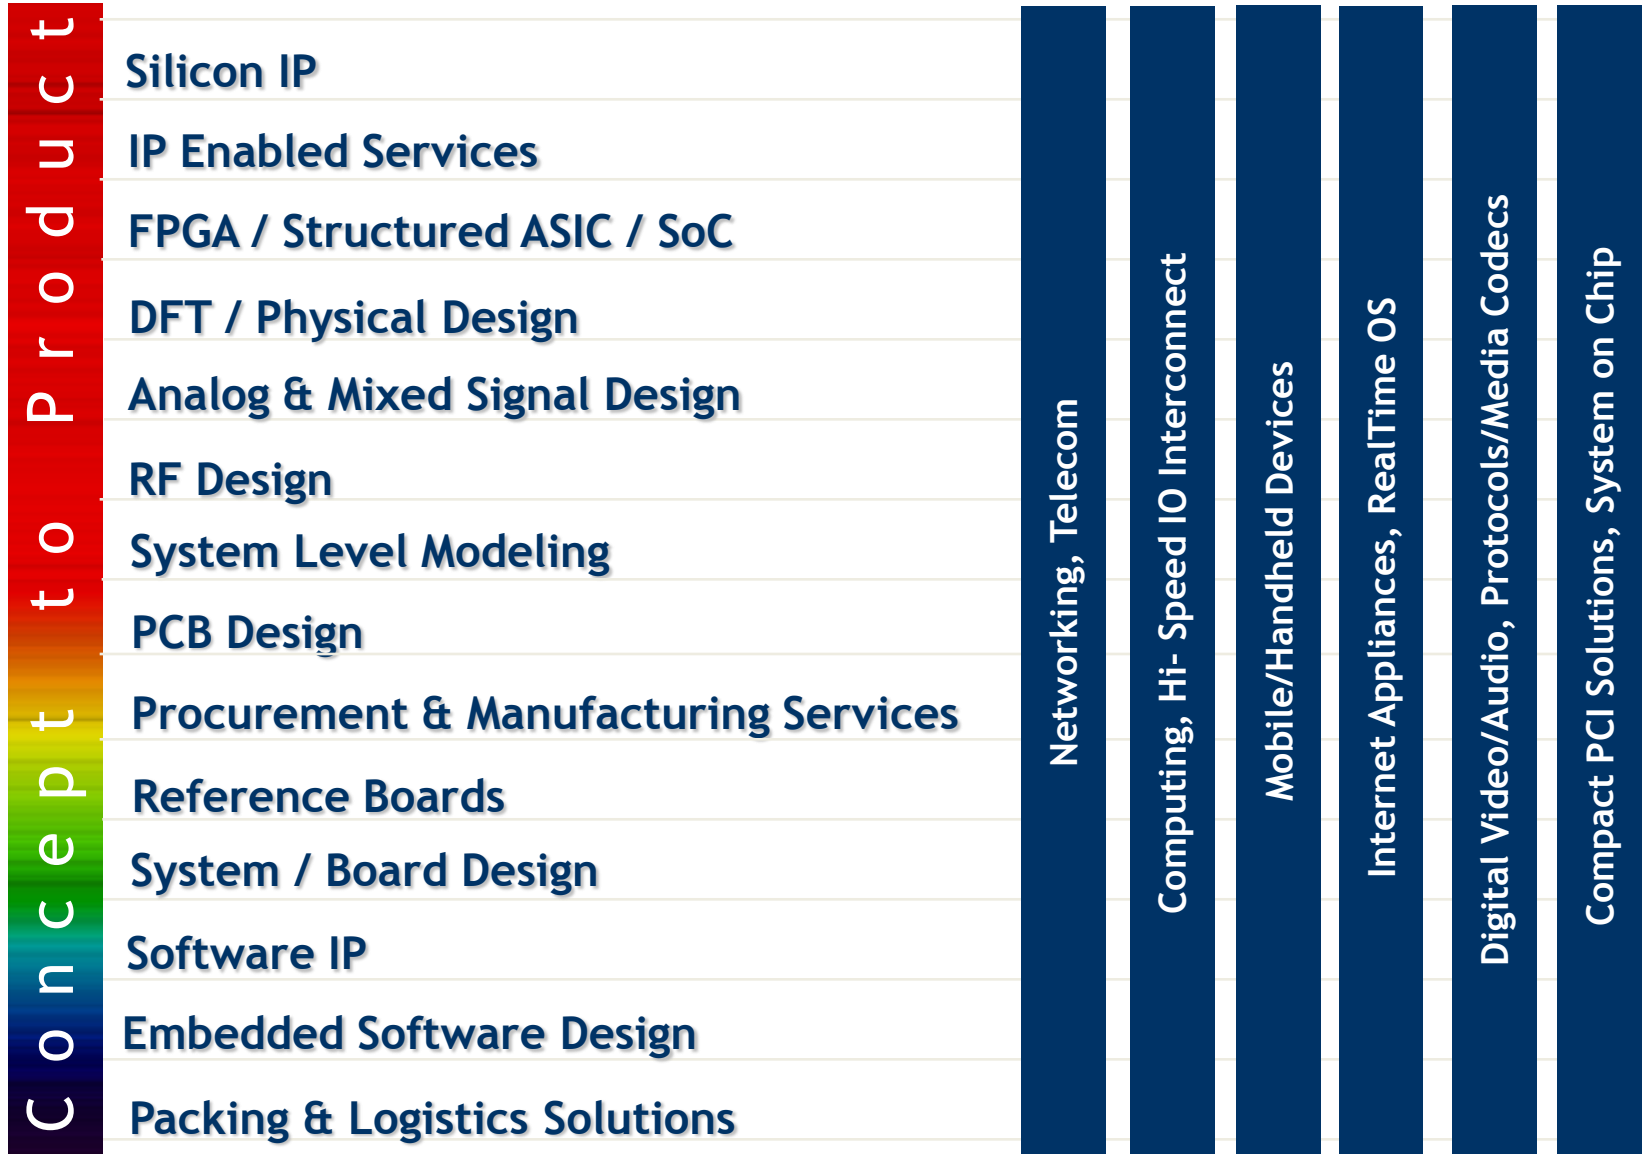 Concept to Product
Silicon IP
IP Enabled Services
FPGA / Structured ASIC / SoC
DFT / Physical Design
Analog & Mixed Signal Design
RF Design
System Level Modeling
PCB Design
Procurement & Manufacturing Services
Reference Boards
System / Board Design
Software IP
Embedded Software Design
Packing & Logistics Solutions
Networking, Telecom
Computing, Hi- Speed IO Interconnect
Mobile/Handheld Devices
Internet Appliances, RealTime OS
Digital Video/Audio, Protocols/Media Codecs
Compact PCI Solutions, System on Chip